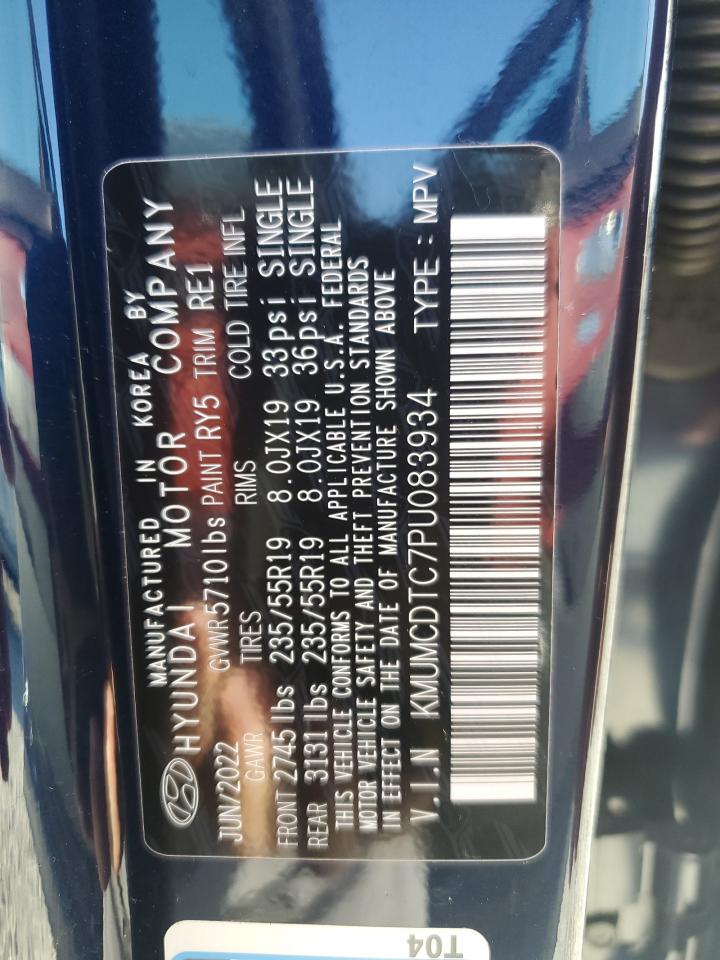 MANUFACTURED IN KOREA BY
HYUNDAI MOTOR COMPANY
JUN/2022 GVWR5710lbs PAINT RY5 TRIM RE1
GAWR TIRES RIMS COLD TIRE INFL
FRONT 2745 lbs 235/55R19 8.0JX19 33psi SINGLE
REAR 3131 lbs 235/55R19 8.0JX19 36psi SINGLE
THIS VEHICLE CONFORMS TO ALL APPLICABLE U.S.A. FEDERAL
MOTOR VEHICLE SAFETY AND THEFT PREVENTION STANDARDS
IN EFFECT ON THE DATE OF MANUFACTURE SHOWN ABOVE
V.I.N KMUMCDTC7PU083934 TYPE : MPV
T04